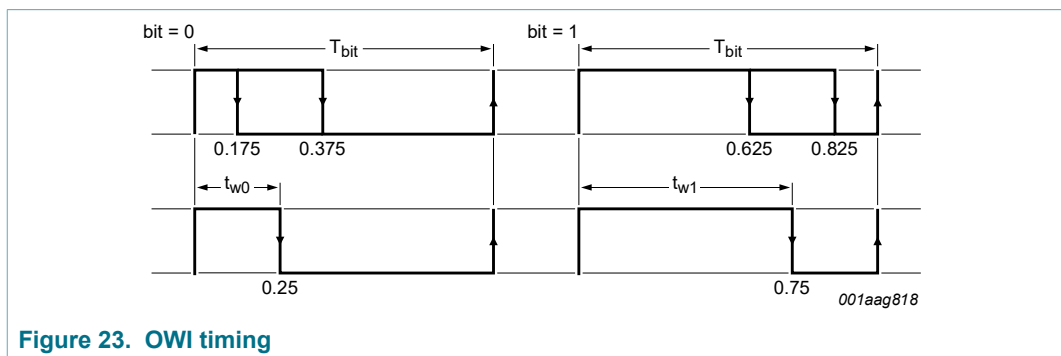 bit = 0
T_bit
bit = 1
T_bit
0.175
0.375
0.625
0.825
t_w0
t_w1
0.25
0.75
001aag818
Figure 23. OWI timing